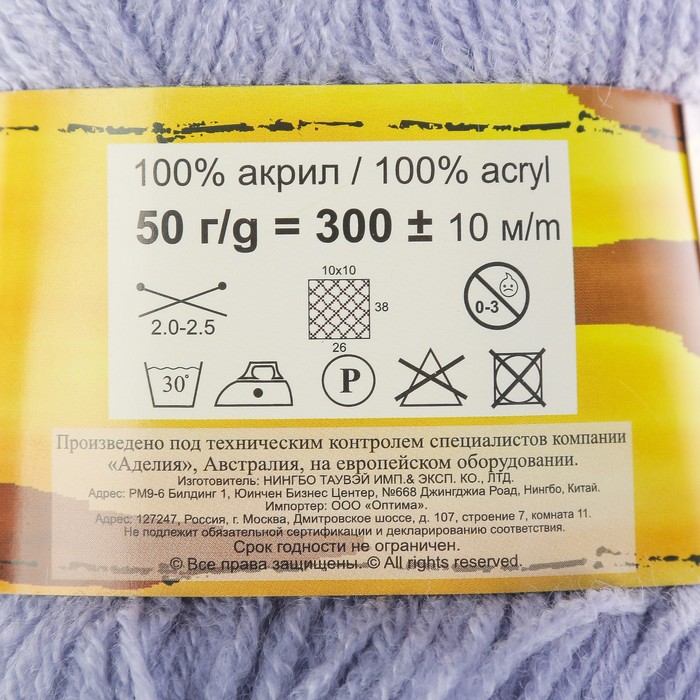 100% акрил / 100% acryl
50 г/g = 300 ± 10 м/m
10x10
38
0-3
2.0-2.5
26
30°
P
Произведено под техническим контролем специалистов компании
«Аделия», Австралия, на европейском оборудовании.
Изготовитель: НИНГБО ТАУВЭЙ ИМП.& ЭКСП. КО., ЛТД.
Адрес: РМ9-6 Билдинг 1, Юинчен Бизнес Центер, №668 Джингджиа Роад, Нингбо, Китай.
Импортер: ООО «Оптима».
Адрес: 127247, Россия, г. Москва, Дмитровское шоссе, д. 107, строение 7, комната 11.
Не подлежит обязательной сертификации и декларированию соответствия.
Срок годности не ограничен.
© Все права защищены. © All rights reserved.